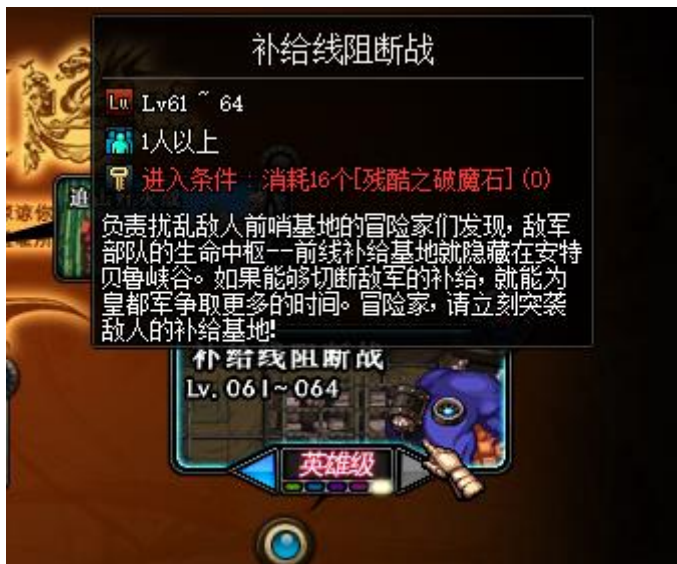 补给线阻断战
Lv Lv61 ~ 64
1人以上
进入条件 : 消耗16个[残酷之破魔石] (0)
负责扰乱敌人前哨基地的冒险家们发现, 敌军
部队的生命中枢--前线补给基地就隐藏在安特
贝鲁峡谷。如果能够切断敌军的补给, 就能为
皇都军争取更多的时间。冒险家, 请立刻突袭
敌人的补给基地!
补给线阻断战
Lv. 061~064
英雄级